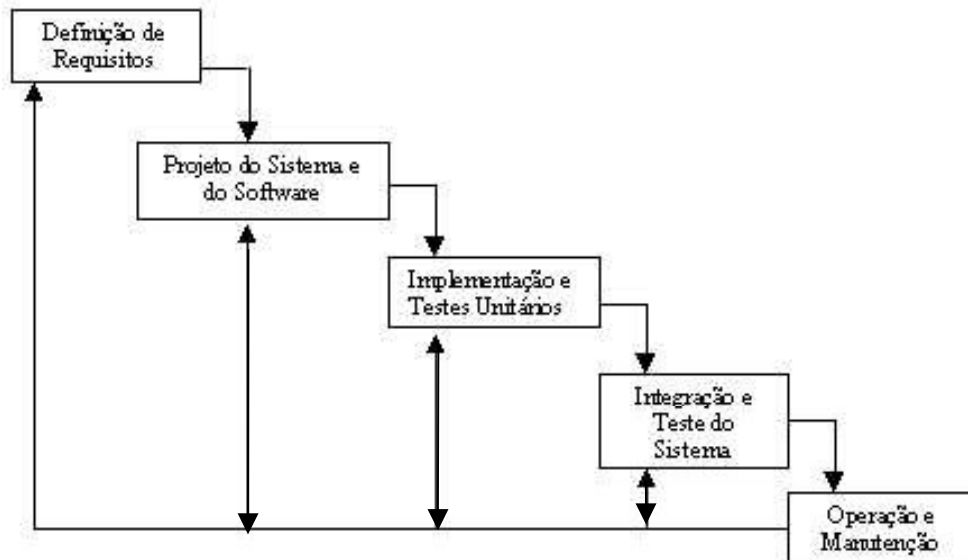 Definição de
Requisitos
Projeto do Sistema e
do Software
Implementação e
Testes Unitários
Integração e
Teste do
Sistema
Operação e
Manutenção